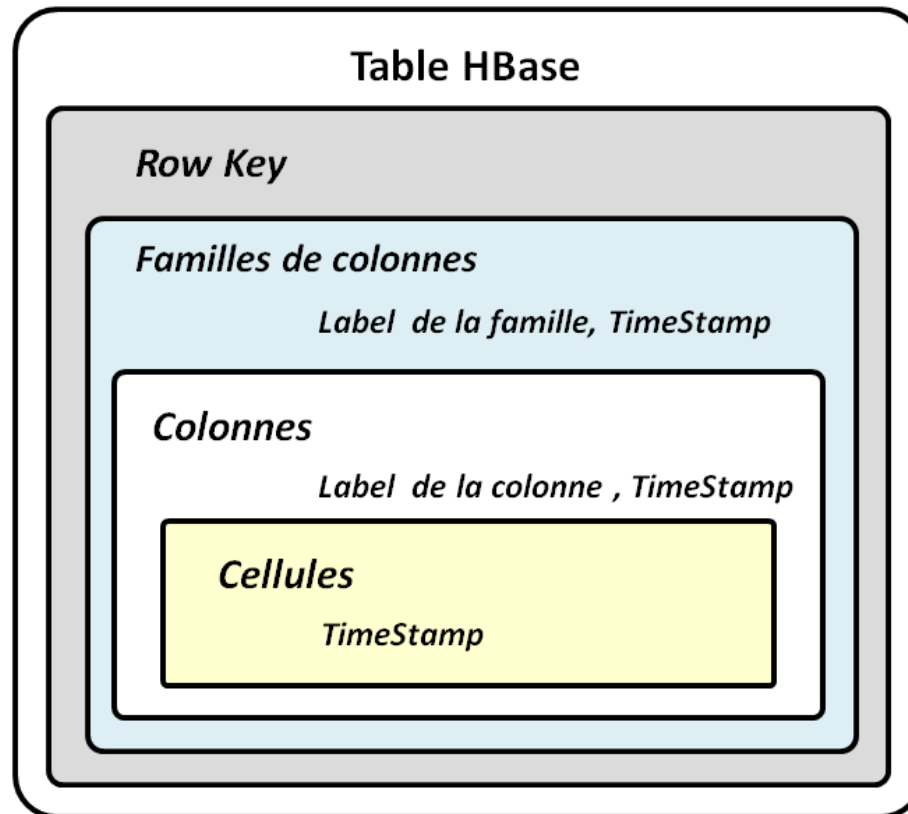 Table HBase
Row Key
Familles de colonnes
Label de la famille, TimeStamp
Colonnes
Label de la colonne , TimeStamp
Cellules
TimeStamp